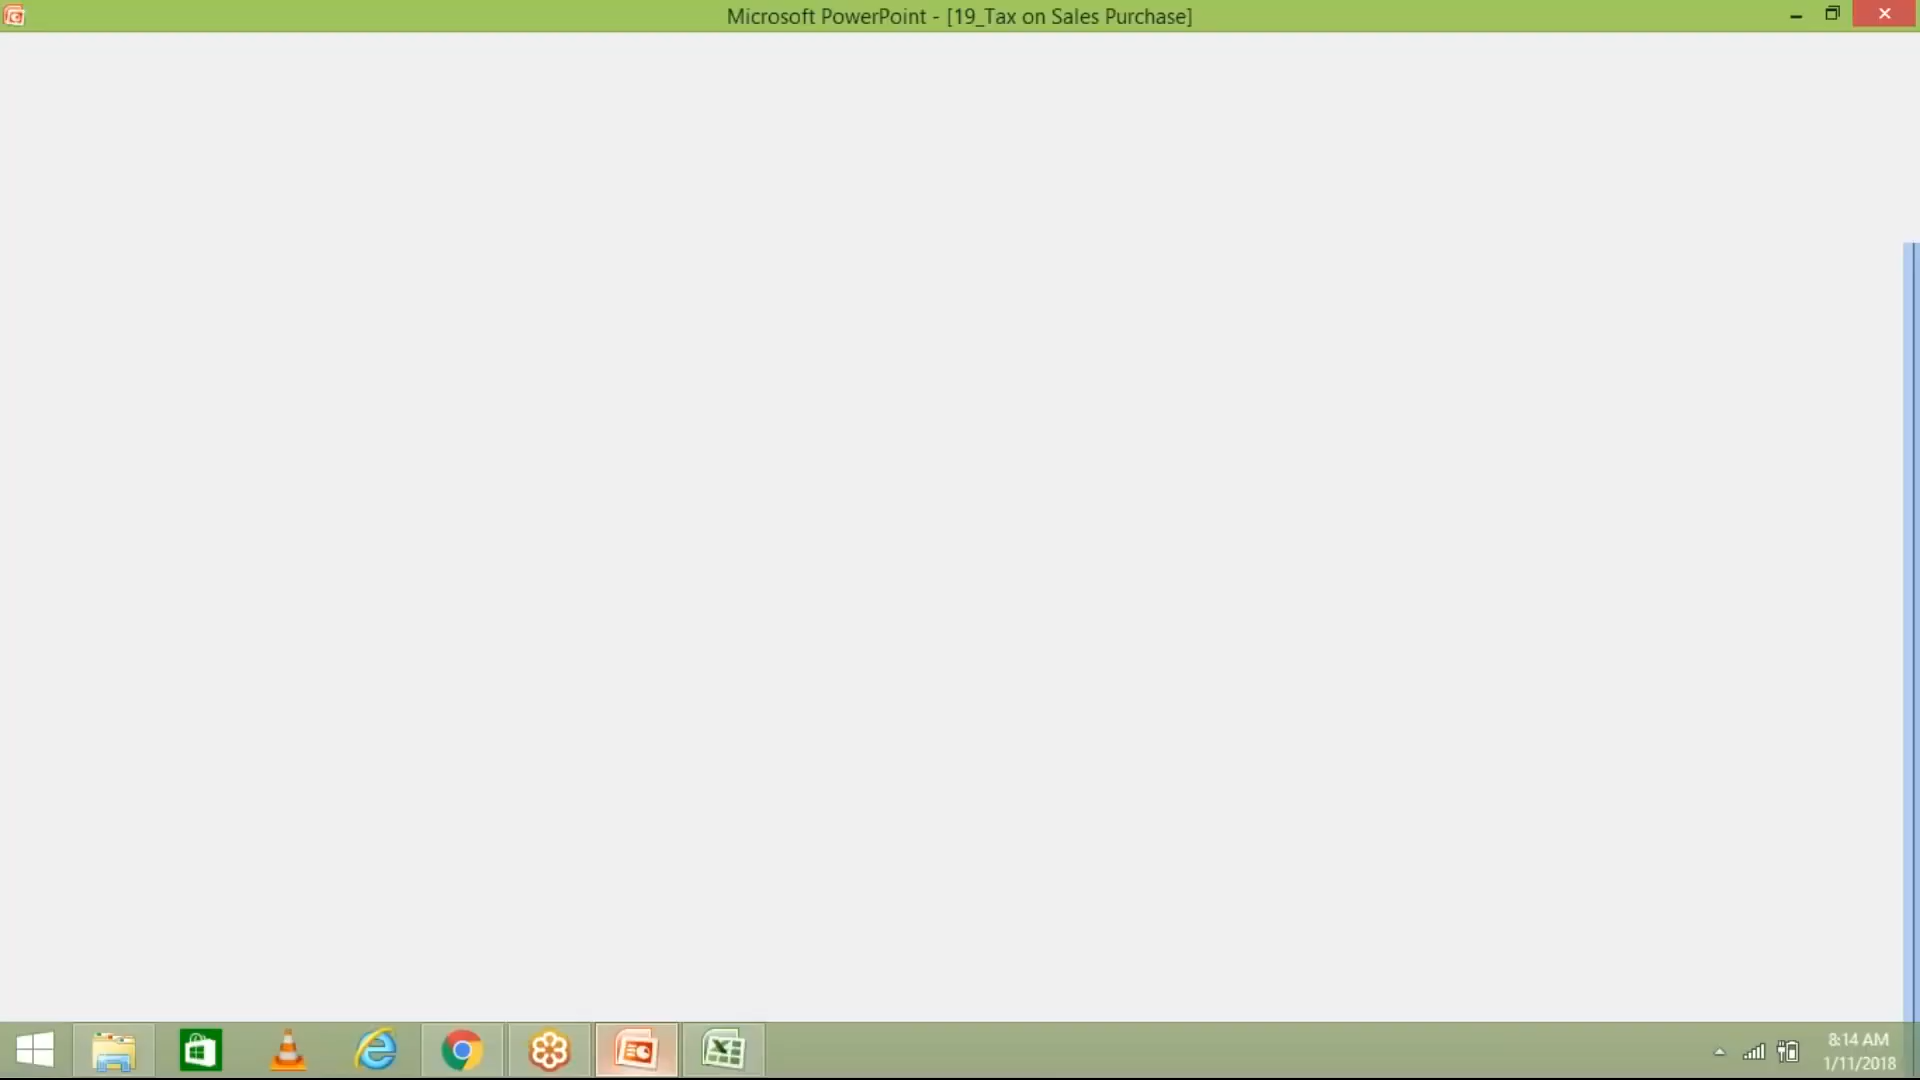 Microsoft PowerPoint - [19_Tax on Sales Purchase]
8:14 AM
1/11/2018